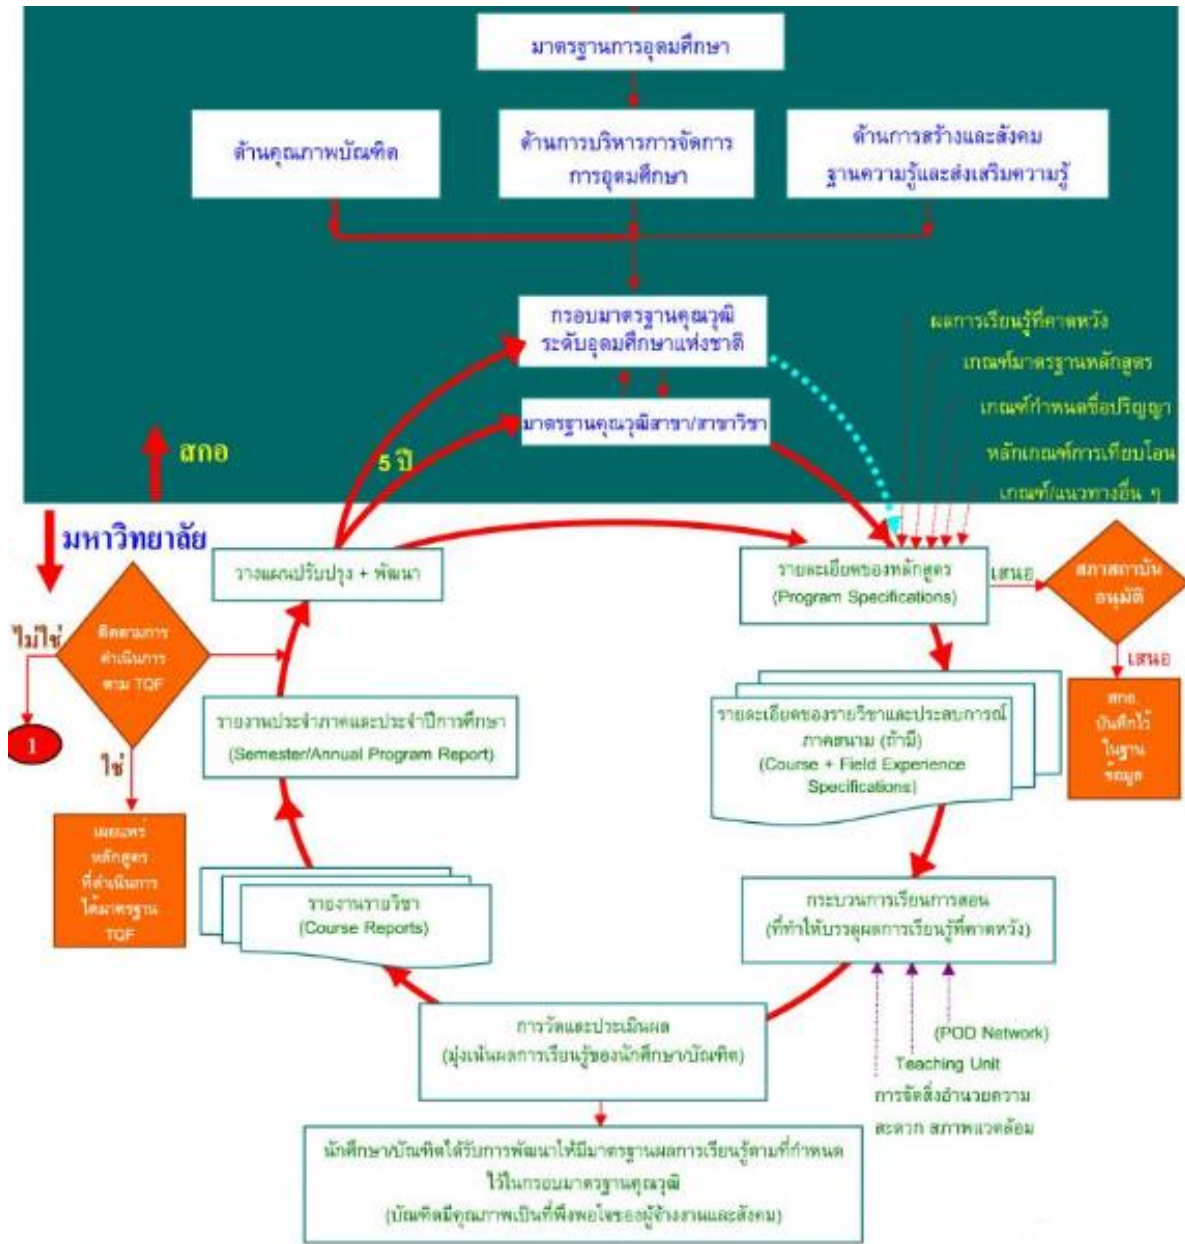 มาตรฐานการอุดมศึกษา
ด้านคุณภาพบัณฑิต
ด้านการบริหารการจัดการ
การอุดมศึกษา
ด้านการสร้างและสังคม
ฐานความรู้และส่งเสริมความรู้
กรอบมาตรฐานคุณวุฒิ
ระดับอุดมศึกษาแห่งชาติ
ผลการเรียนรู้ที่คาดหวัง
เกณฑ์มาตรฐานหลักสูตร
มาตรฐานคุณวุฒิสาขา/สาขาวิชา
เกณฑ์กำหนดชื่อปริญญา
หลักเกณฑ์การเทียบโอน
เกณฑ์/แนวทางอื่น ๆ
สกอ
5 ปี
มหาวิทยาลัย
วางแผนปรับปรุง + พัฒนา
รายละเอียดของหลักสูตร
(Program Specifications)
เสนอ
สภาสถาบัน
อนุมัติ
เสนอ
สกอ.
บันทึกไว้
ในฐาน
ข้อมูล
ไม่ใช่
ติดตามการ
ดำเนินการ
ตาม TQF
1
ใช่
รายงานประจำภาคและประจำปีการศึกษา
(Semester/Annual Program Report)
รายละเอียดของรายวิชาและประสบการณ์
ภาคสนาม (ถ้ามี)
(Course + Field Experience
Specifications)
เผยแพร่
หลักสูตร
ที่ดำเนินการ
ได้มาตรฐาน
TQF
รายงานรายวิชา
(Course Reports)
กระบวนการเรียนการสอน
(ที่ทำให้บรรลุผลการเรียนรู้ที่คาดหวัง)
การวัดและประเมินผล
(มุ่งเน้นผลการเรียนรู้ของนักศึกษา/บัณฑิต)
(POD Network)
Teaching Unit
การจัดสิ่งอำนวยความ
สะดวก สภาพแวดล้อม
นักศึกษา/บัณฑิตได้รับการพัฒนาให้มีมาตรฐานผลการเรียนรู้ตามที่กำหนด
ไว้ในกรอบมาตรฐานคุณวุฒิ
(บัณฑิตมีคุณภาพเป็นที่พึงพอใจของผู้จ้างงานและสังคม)